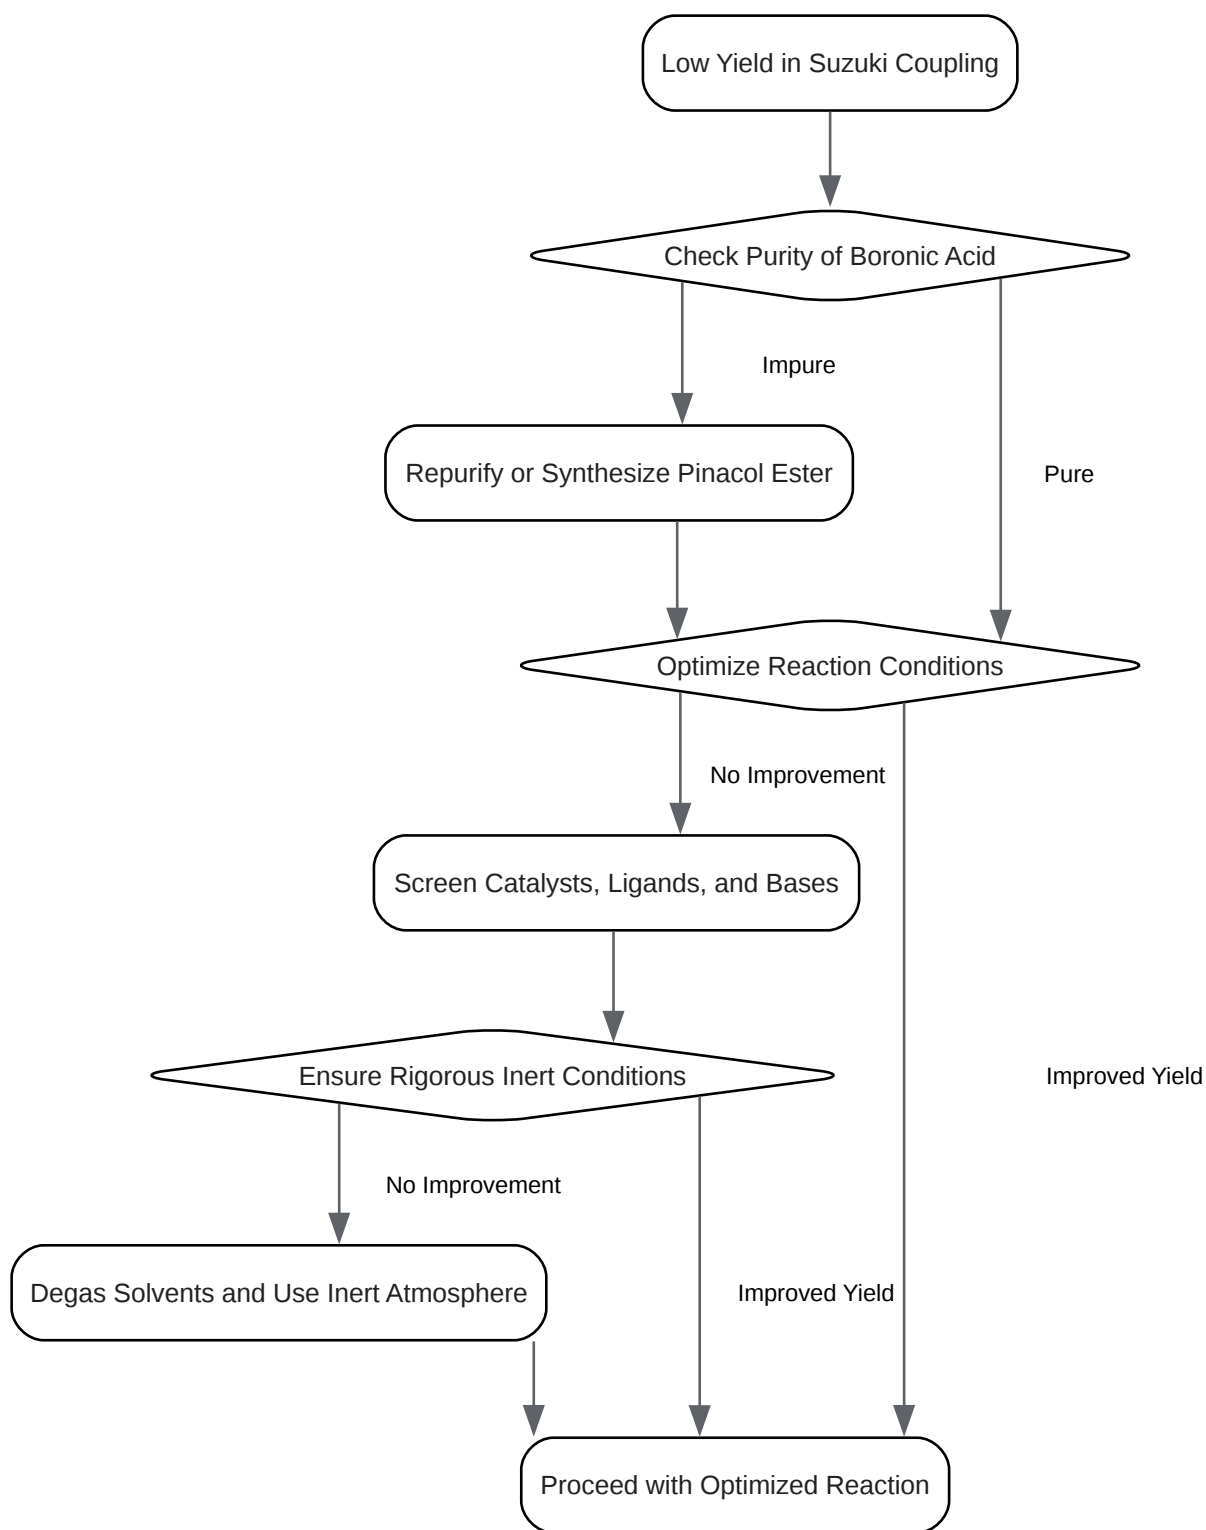 Low Yield in Suzuki Coupling
Check Purity of Boronic Acid
Impure
Repurify or Synthesize Pinacol Ester
Pure
Optimize Reaction Conditions
No Improvement
Screen Catalysts, Ligands, and Bases
Ensure Rigorous Inert Conditions
Improved Yield
No Improvement
Degas Solvents and Use Inert Atmosphere
Improved Yield
Proceed with Optimized Reaction